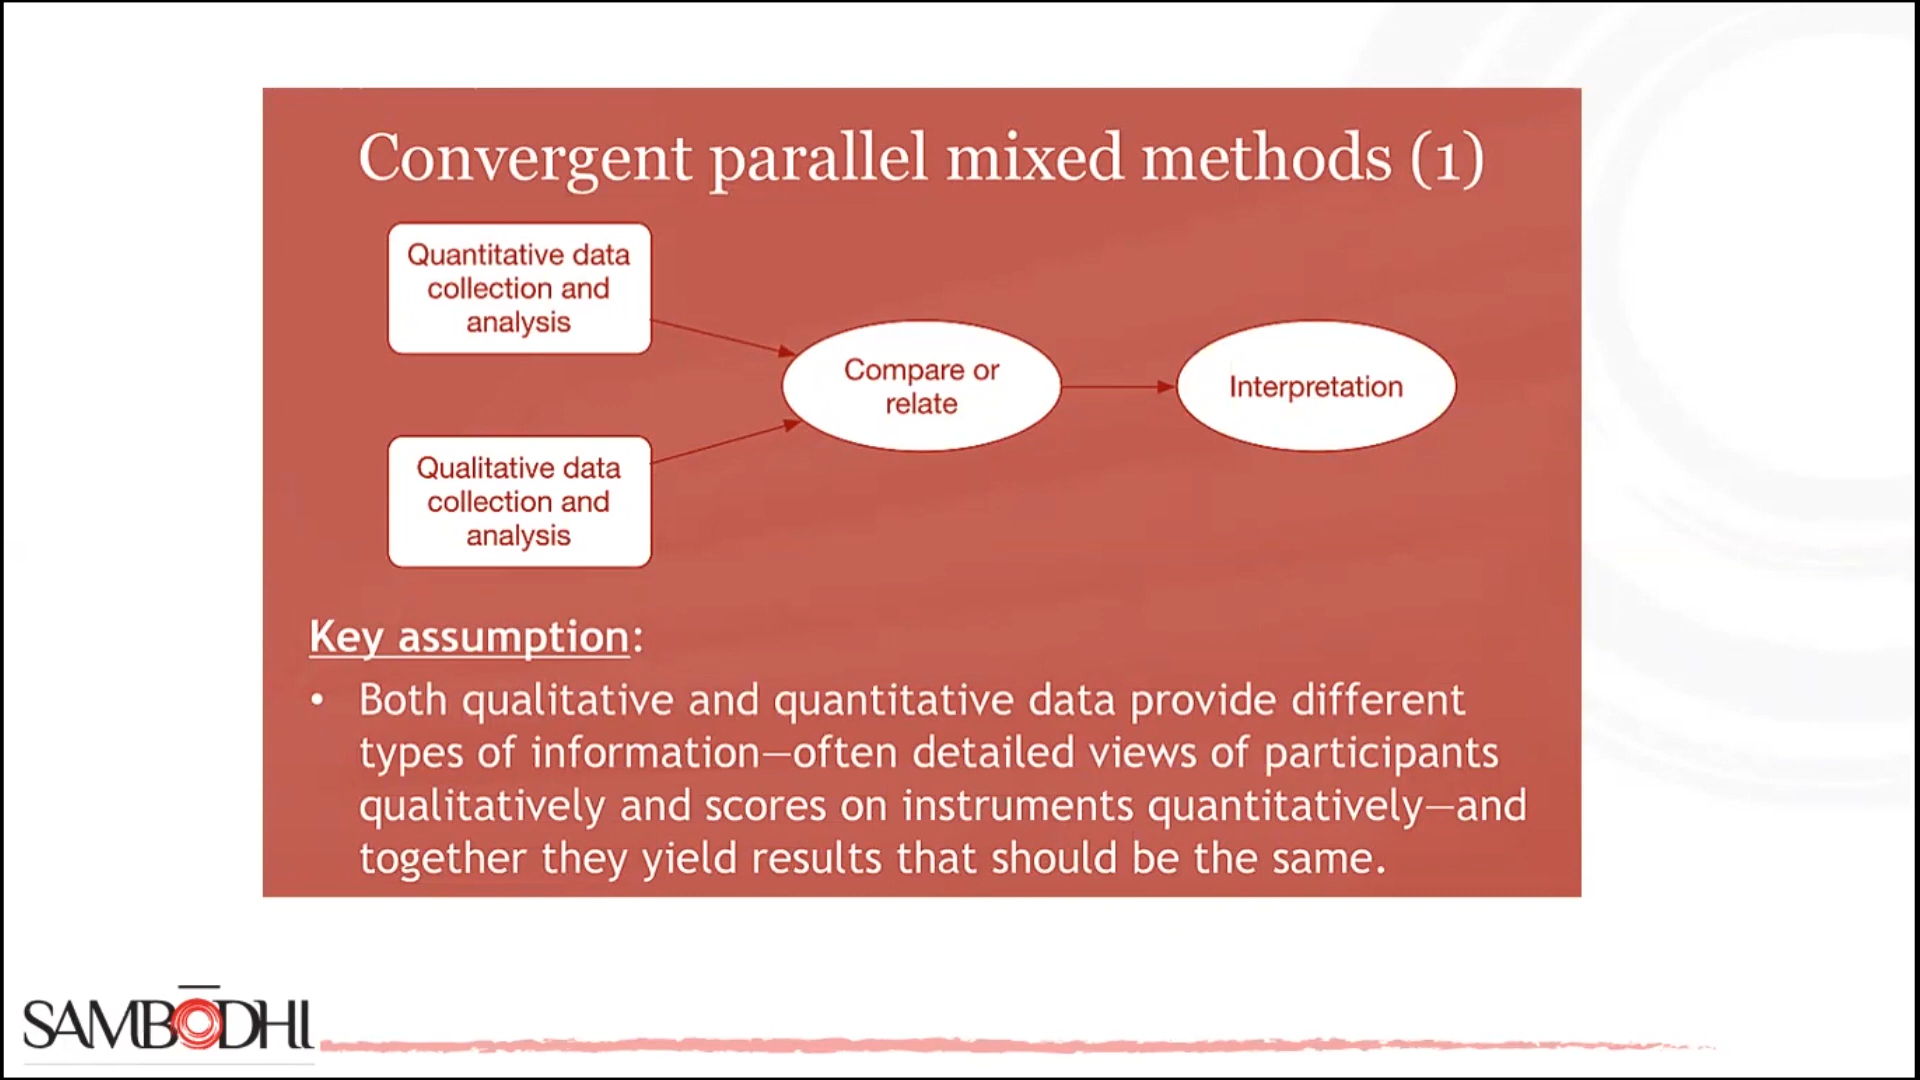 Convergent parallel mixed methods (1)
Quantitative data
collection and
analysis
Compare or
relate
Interpretation
Qualitative data
collection and
analysis
Key assumption:
• Both qualitative and quantitative data provide different
types of information—often detailed views of participants
qualitatively and scores on instruments quantitatively—and
together they yield results that should be the same.
SAMBŌDHI